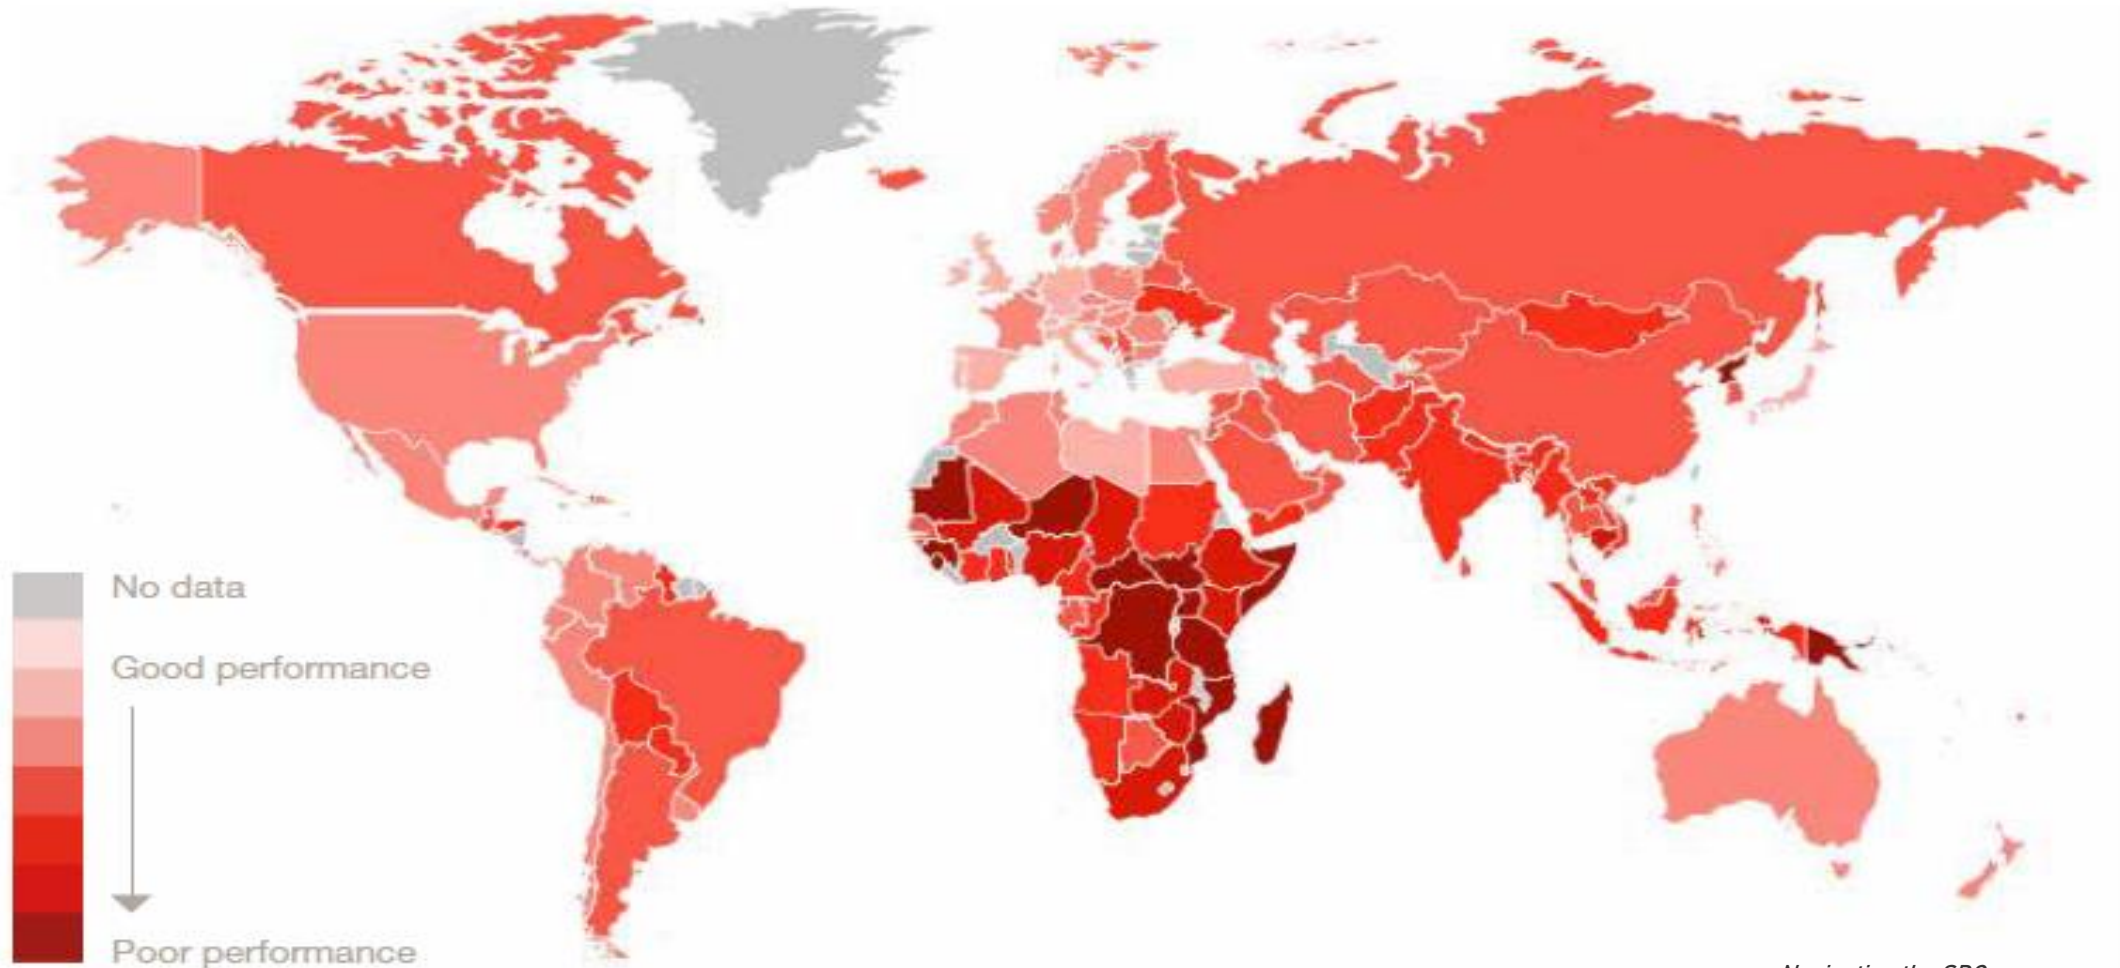 No data
Good performance
Poor performance